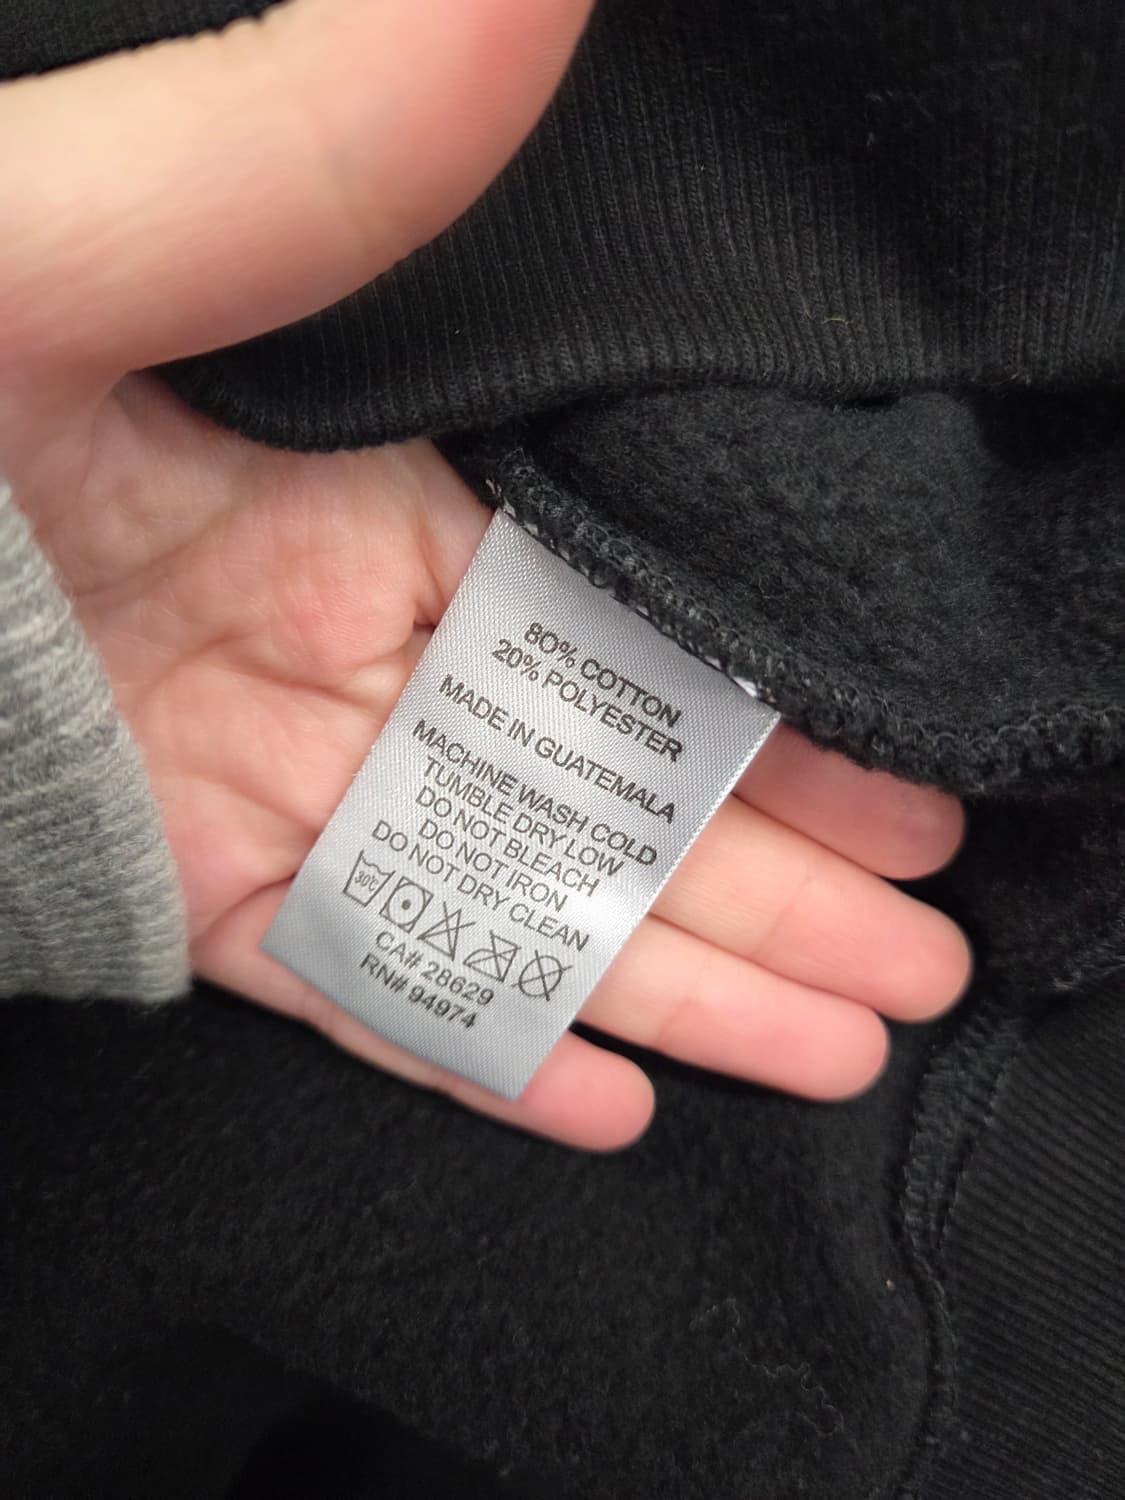 80% COTTON
20% POLYESTER
MADE IN GUATEMALA
MACHINE WASH COLD
TUMBLE DRY LOW
DO NOT BLEACH
DO NOT IRON
DO NOT DRY CLEAN
30℃
CA# 28629
RN# 94974